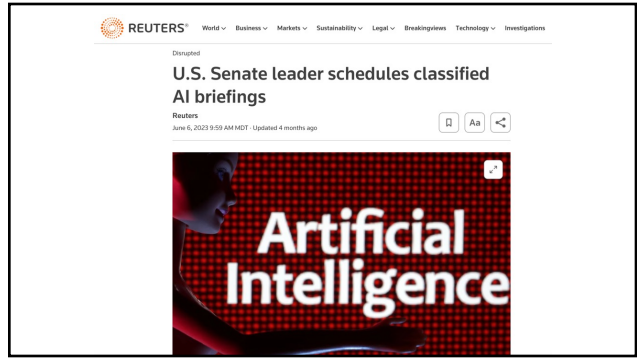 REUTERS®
World Business Markets Sustainability Legal Breakingviews Technology Investigations
Disrupted
U.S. Senate leader schedules classified
AI briefings
Reuters
June 6, 2023 9:59 AM MDT · Updated 4 months ago
Aa
Artificial
Intelligence